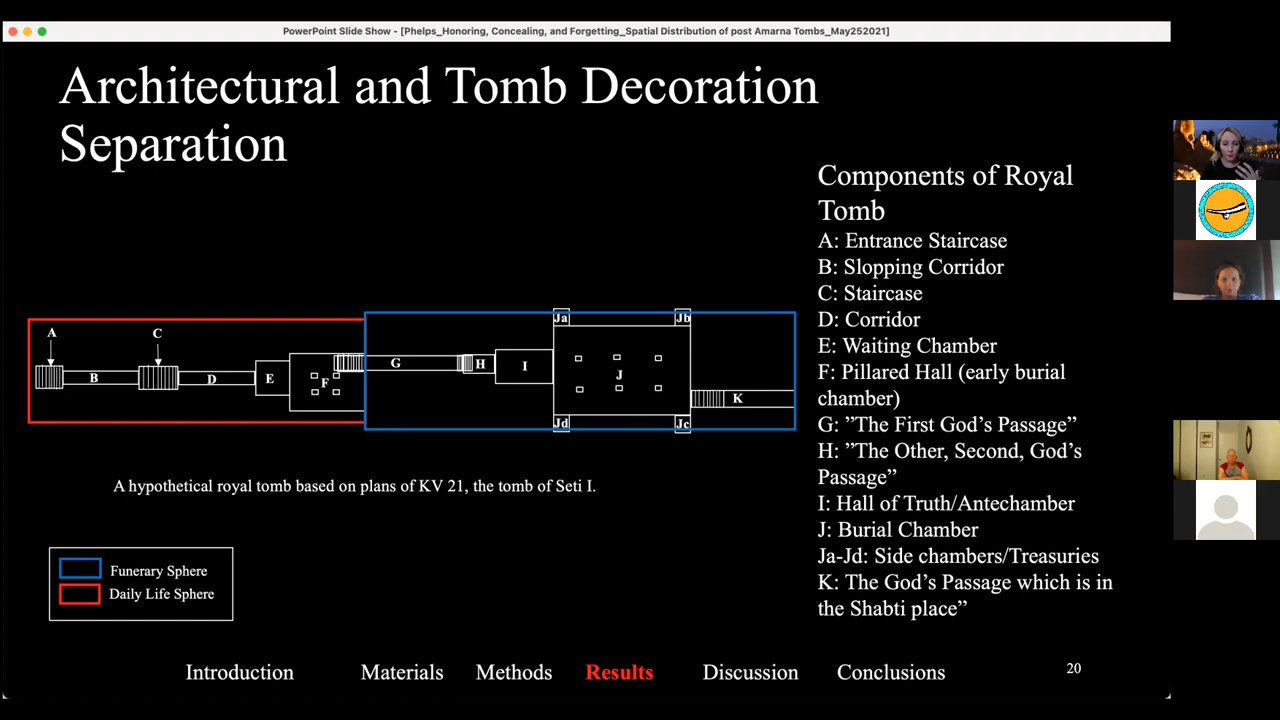 PowerPoint Slide Show - [Phelps_Honoring, Concealing, and Forgetting_Spatial Distribution of post Amarna Tombs_May252021]
Architectural and Tomb Decoration
Separation
Components of Royal
Tomb
A: Entrance Staircase
B: Slopping Corridor
C: Staircase
D: Corridor
E: Waiting Chamber
F: Pillared Hall (early burial
chamber)
G: ”The First God’s Passage”
H: ”The Other, Second, God’s
Passage”
I: Hall of Truth/Antechamber
J: Burial Chamber
Ja-Jd: Side chambers/Treasuries
K: The God’s Passage which is in
the Shabti place”
A
B
C
D
E
F
G
H
I
Ja
Jb
J
Jd
Jc
K
A hypothetical royal tomb based on plans of KV 21, the tomb of Seti I.
Funerary Sphere
Daily Life Sphere
Introduction Materials Methods Results Discussion Conclusions 20